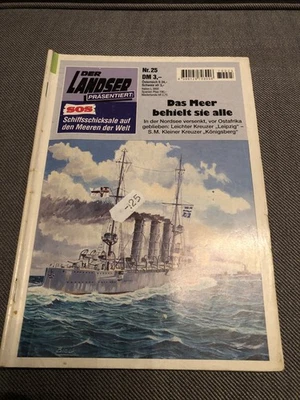 DER
LANDSER
PRÄSENTIERT
SOS
Schiffsschicksale auf
den Meeren der Welt
Nr. 25
DM 3,–
Das Meer
behielt sie alle
In der Nordsee versenkt, vor Ostafrika
geblieben: Leichter Kreuzer „Leipzig" –
S.M. Kleiner Kreuzer „Königsberg"
-,25